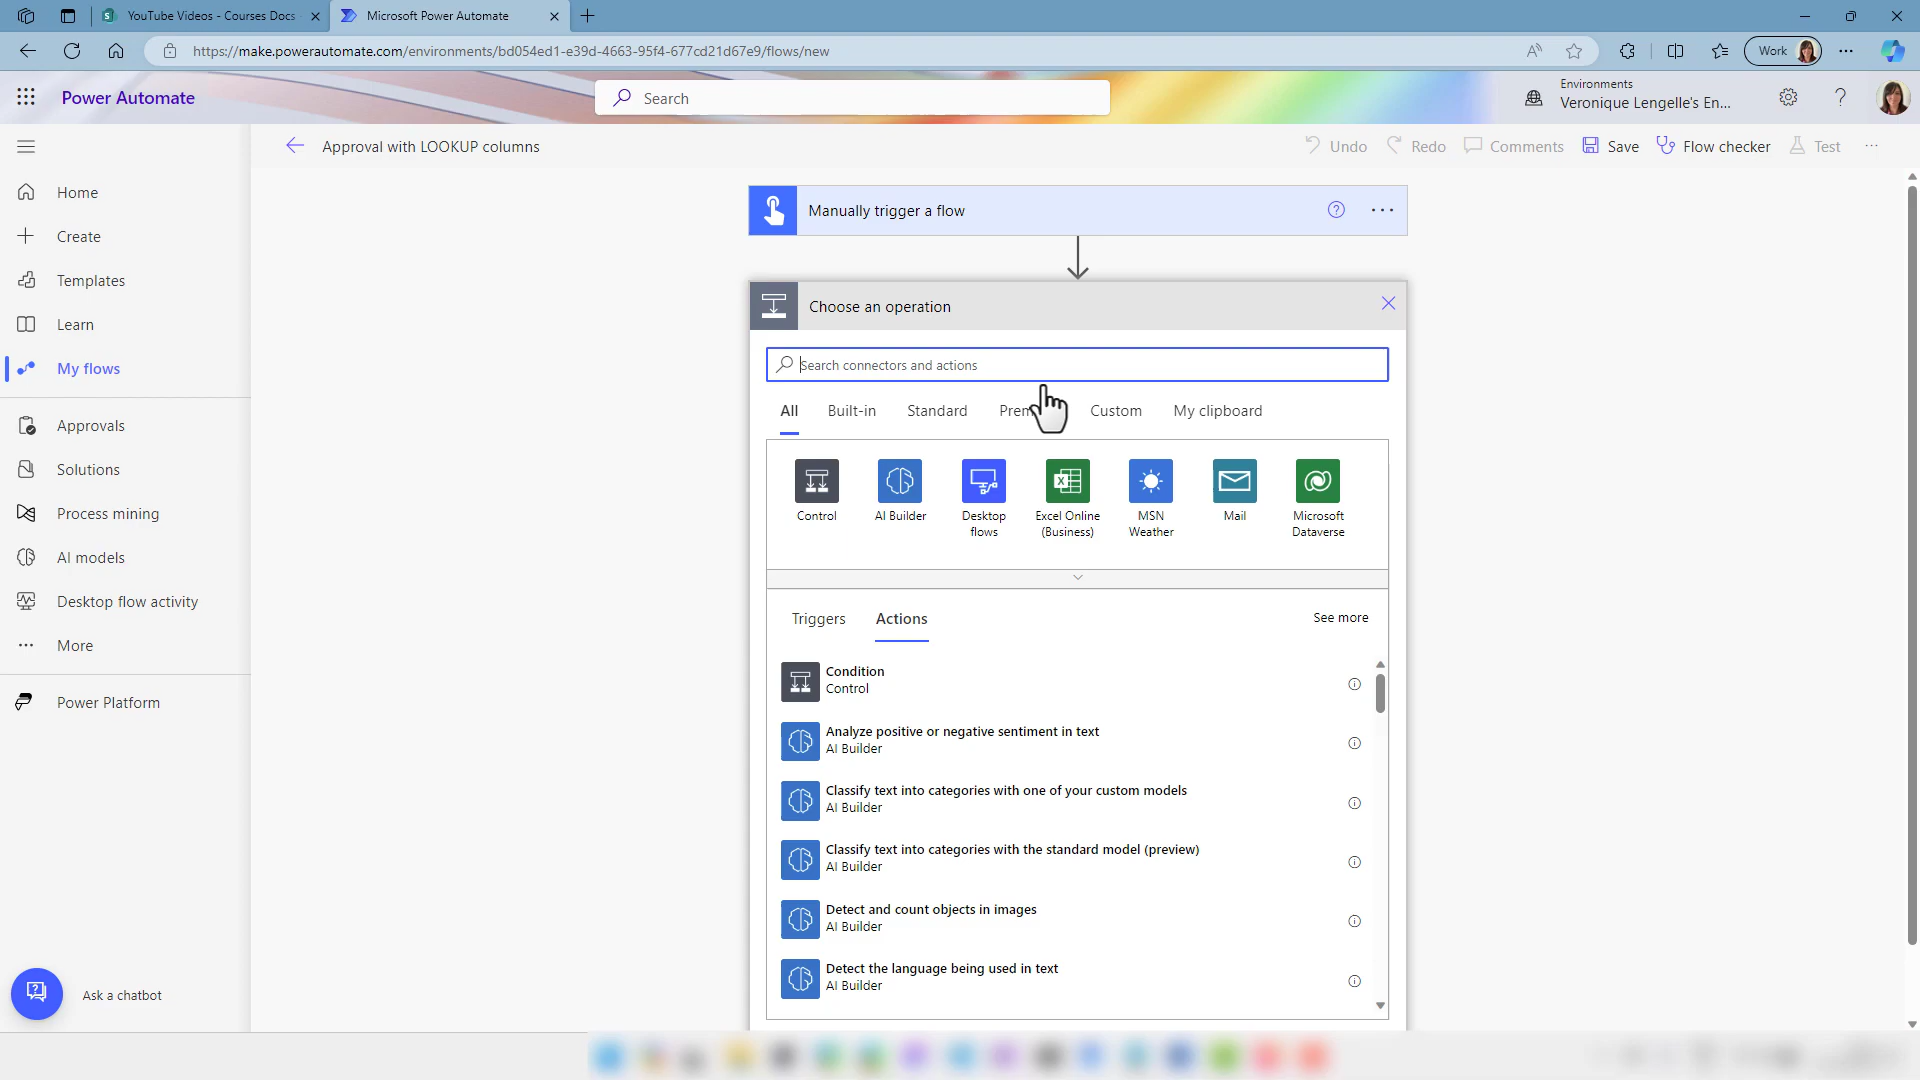 YouTube Videos - Courses Docs
Microsoft Power Automate
https://make.powerautomate.com/environments/bd054ed1-e39d-4663-95f4-677cd21d67e9/flows/new
Work
Power Automate
Search
Environments
Veronique Lengelle's En...
Approval with LOOKUP columns
Undo
Redo
Comments
Save
Flow checker
Test
Home
Create
Templates
Learn
My flows
Approvals
Solutions
Process mining
AI models
Desktop flow activity
More
Power Platform
Ask a chatbot
Manually trigger a flow
Choose an operation
Search connectors and actions
All
Built-in
Standard
Custom
My clipboard
Control
AI Builder
Desktop flows
Excel Online (Business)
MSN Weather
Mail
Microsoft Dataverse
Triggers
Actions
See more
Condition
Control
Analyze positive or negative sentiment in text
AI Builder
Classify text into categories with one of your custom models
AI Builder
Classify text into categories with the standard model (preview)
AI Builder
Detect and count objects in images
AI Builder
Detect the language being used in text
AI Builder